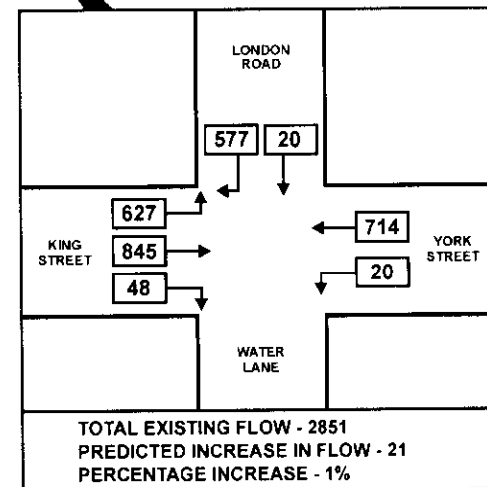 LONDON
ROAD
577 20
627
714
KING
STREET
845
YORK
STREET
48
20
WATER
LANE
TOTAL EXISTING FLOW - 2851
PREDICTED INCREASE IN FLOW - 21
PERCENTAGE INCREASE - 1%